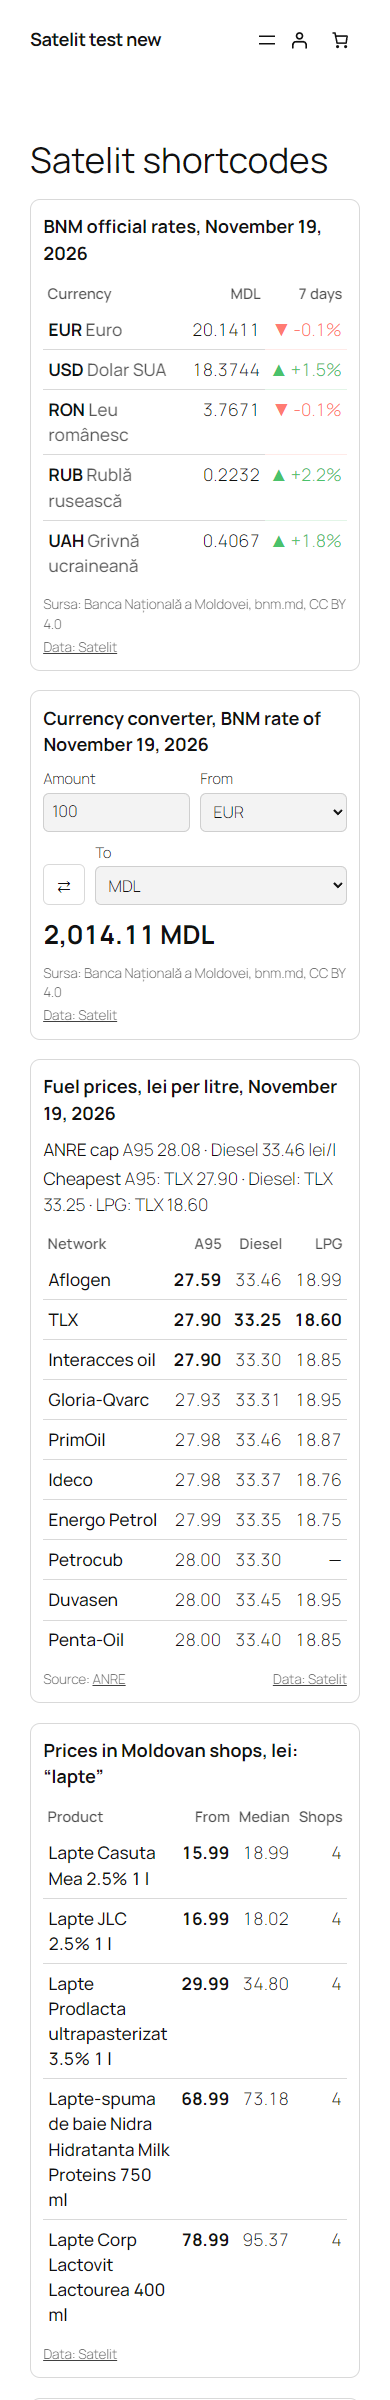 Satelit test new
Satelit shortcodes
BNM official rates, November 19,
2026
Currency MDL 7 days
EUR Euro 20.1411 ▼ -0.1%
USD Dolar SUA 18.3744 ▲ +1.5%
RON Leu 3.7671 ▼ -0.1%
românesc
RUB Rublă 0.2232 ▲ +2.2%
rusească
UAH Grivnă 0.4067 ▲ +1.8%
ucraineană
Sursa: Banca Națională a Moldovei, bnm.md, CC BY
4.0
Data: Satelit
Currency converter, BNM rate of
November 19, 2026
Amount From
100 EUR
To
⇄ MDL
2,014.11 MDL
Sursa: Banca Națională a Moldovei, bnm.md, CC BY
4.0
Data: Satelit
Fuel prices, lei per litre, November
19, 2026
ANRE cap A95 28.08 · Diesel 33.46 lei/l
Cheapest A95: TLX 27.90 · Diesel: TLX
33.25 · LPG: TLX 18.60
Network A95 Diesel LPG
Aflogen 27.59 33.46 18.99
TLX 27.90 33.25 18.60
Interacces oil 27.90 33.30 18.85
Gloria-Qvarc 27.93 33.31 18.95
PrimOil 27.98 33.46 18.87
Ideco 27.98 33.37 18.76
Energo Petrol 27.99 33.35 18.75
Petrocub 28.00 33.30 —
Duvasen 28.00 33.45 18.95
Penta-Oil 28.00 33.40 18.85
Source: ANRE Data: Satelit
Prices in Moldovan shops, lei:
“lapte”
Product From Median Shops
Lapte Casuta 15.99 18.99 4
Mea 2.5% 1 l
Lapte JLC 16.99 18.02 4
2.5% 1 l
Lapte 29.99 34.80 4
Prodlacta
ultrapasterizat
3.5% 1 l
Lapte-spuma 68.99 73.18 4
de baie Nidra
Hidratanta Milk
Proteins 750
ml
Lapte Corp 78.99 95.37 4
Lactovit
Lactourea 400
ml
Data: Satelit